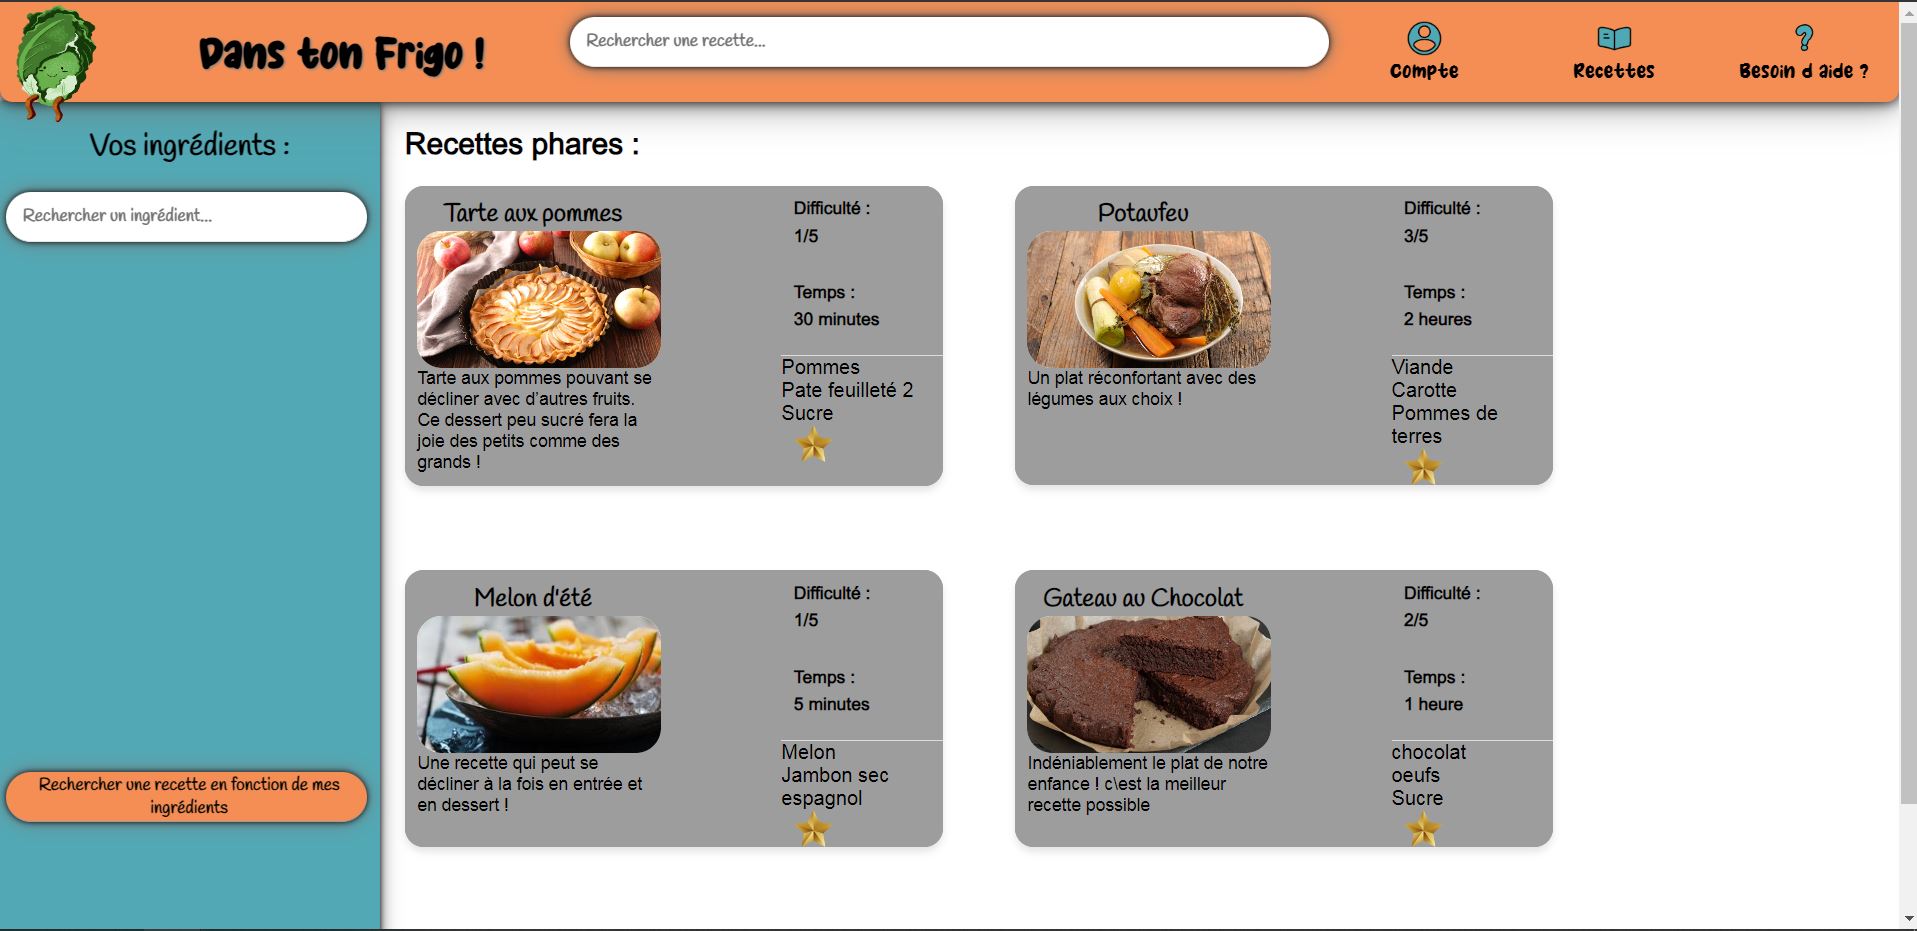 Dans ton Frigo !
Rechercher une recette...
Compte
Recettes
Besoin d aide ?
Vos ingrédients :
Rechercher un ingrédient...
Rechercher une recette en fonction de mes
ingrédients
Recettes phares :
Tarte aux pommes
Tarte aux pommes pouvant se
décliner avec d'autres fruits.
Ce dessert peu sucré fera la
joie des petits comme des
grands !
Difficulté :
1/5
Temps :
30 minutes
Pommes
Pate feuilleté 2
Sucre
Potaufeu
Un plat réconfortant avec des
légumes aux choix !
Difficulté :
3/5
Temps :
2 heures
Viande
Carotte
Pommes de
terres
Melon d'été
Une recette qui peut se
décliner à la fois en entrée et
en dessert !
Difficulté :
1/5
Temps :
5 minutes
Melon
Jambon sec
espagnol
Gateau au Chocolat
Indéniablement le plat de notre
enfance ! c\est la meilleur
recette possible
Difficulté :
2/5
Temps :
1 heure
chocolat
oeufs
Sucre